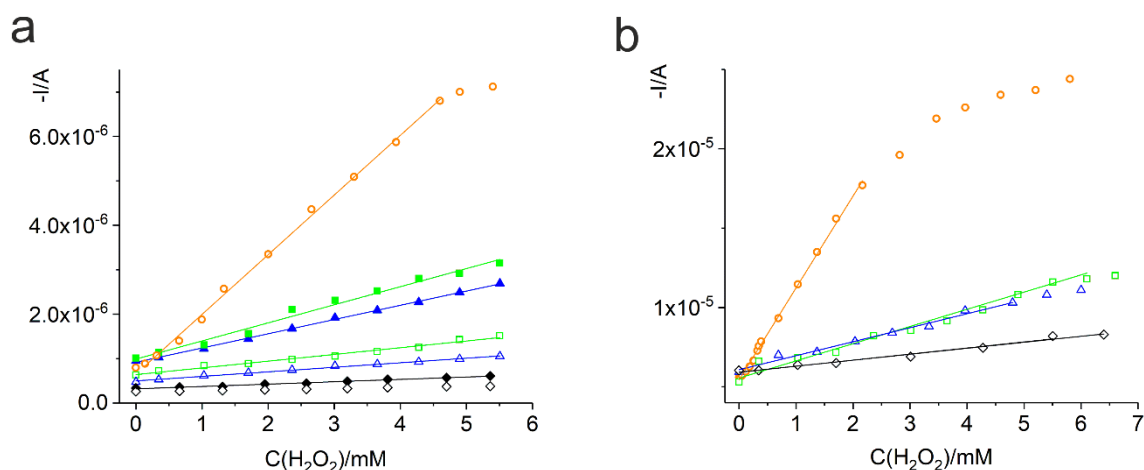 a
-I/A
6.0x10⁻⁶
4.0x10⁻⁶
2.0x10⁻⁶
0.0
0 1 2 3 4 5 6
C(H₂O₂)/mM
b
-I/A
2x10⁻⁵
1x10⁻⁵
0 1 2 3 4 5 6 7
C(H₂O₂)/mM